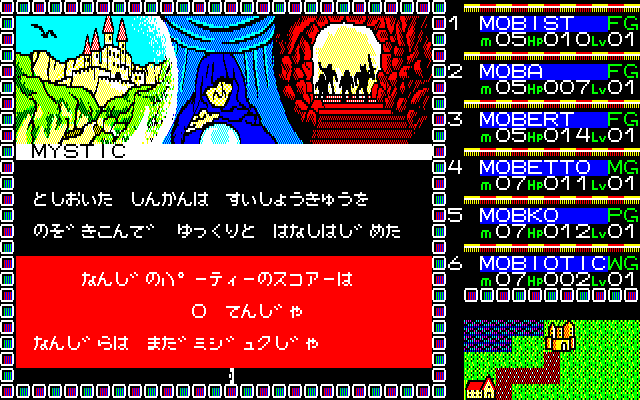 MYSTIC
としおいた しんかんは すいしょうきゅうを
のぞきこんで ゆっくりと はなしはじめた
なんじのパーティーのスコアーは
0 てんじゃ
なんじらは まだミジュクじゃ
1 MOBIST FG
m05Hp010Lv01
2 MOBA FG
m05Hp007Lv01
3 MOBERT FG
m05Hp014Lv01
4 MOBETTO MG
m07Hp011Lv01
5 MOBKO PG
m07Hp012Lv01
6 MOBIOTIC WG
m07Hp002Lv01